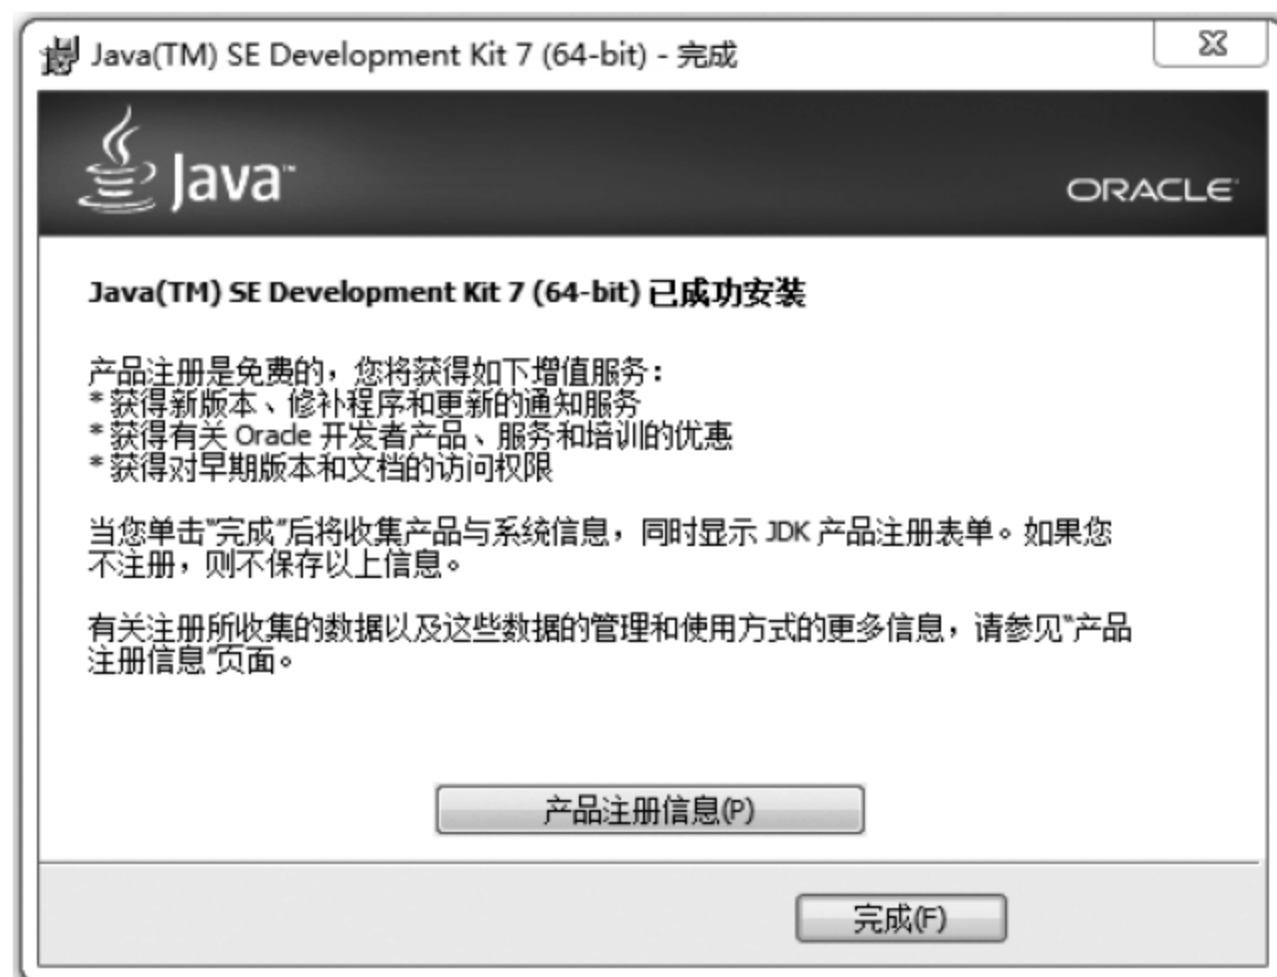 Java(TM) SE Development Kit 7 (64-bit) - 完成
Java™
ORACLE
Java(TM) SE Development Kit 7 (64-bit) 已成功安装
产品注册是免费的，您将获得如下增值服务：
* 获得新版本、修补程序和更新的通知服务
* 获得有关 Oracle 开发者产品、服务和培训的优惠
* 获得对早期版本和文档的访问权限
当您单击"完成"后将收集产品与系统信息，同时显示 JDK 产品注册表单。如果您
不注册，则不保存以上信息。
有关注册所收集的数据以及这些数据的管理和使用方式的更多信息，请参见"产品
注册信息"页面。
产品注册信息(P)
完成(F)